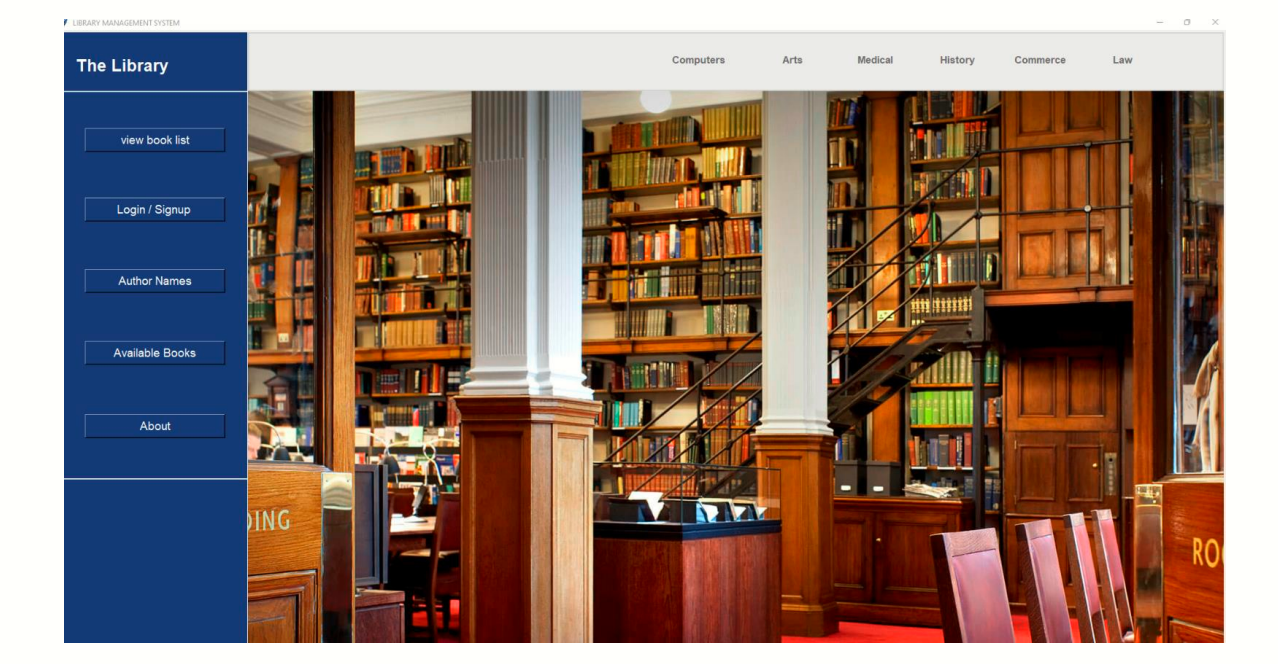 LIBRARY MANAGEMENT SYSTEM
The Library
Computers Arts Medical History Commerce Law
view book list
Login / Signup
Author Names
Available Books
About
DING
ROO